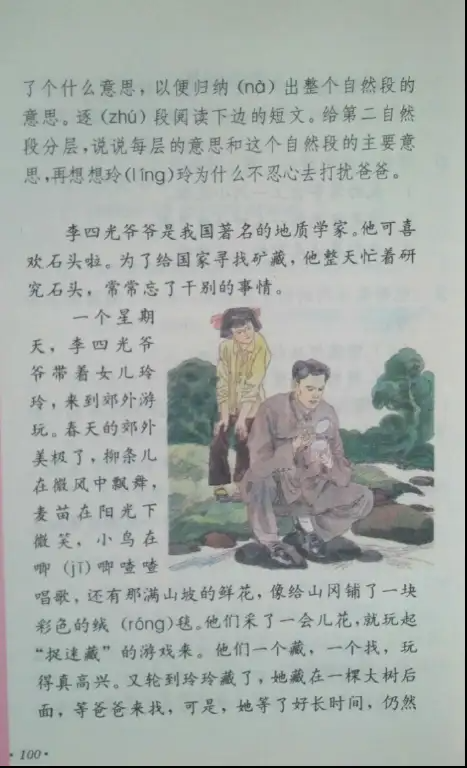 了个什么意思，以便归纳（nà）出整个自然段的
意思。逐（zhú）段阅读下边的短文。给第二自然
段分层，说说每层的意思和这个自然段的主要意
思，再想想玲（líng）玲为什么不忍心去打扰爸爸。
李四光爷爷是我国著名的地质学家。他可喜
欢石头啦。为了给国家寻找矿藏，他整天忙着研
究石头，常常忘了干别的事情。
一个星期
天，李四光爷
爷带着女儿玲
玲，来到郊外游
玩。春天的郊外
美极了，柳条儿
在微风中飘舞，
麦苗在阳光下
微笑，小鸟在
唧（jī）唧喳喳
唱歌，还有那满山坡的鲜花，像给山冈铺了一块
彩色的绒（róng）毯。他们采了一会儿花，就玩起
“捉迷藏”的游戏来。他们一个藏，一个找，玩
得真高兴。又轮到玲玲藏了，她藏在一棵大树后
面，等爸爸来找，可是，她等了好长时间，仍然
·100·